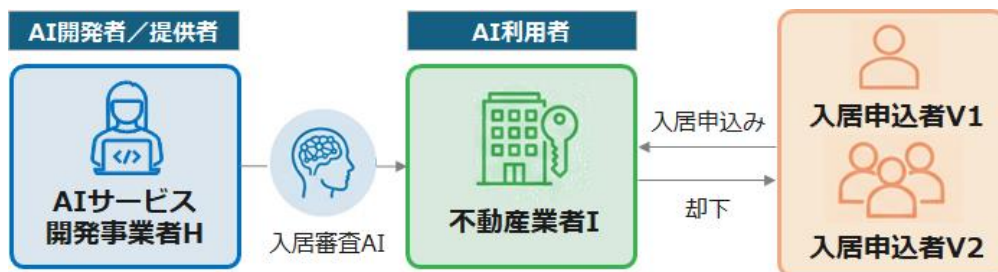 AI開発者／提供者
AI利用者
</>
AIサービス
開発事業者H
入居審査AI
不動産業者I
入居申込み
却下
入居申込者V1
入居申込者V2